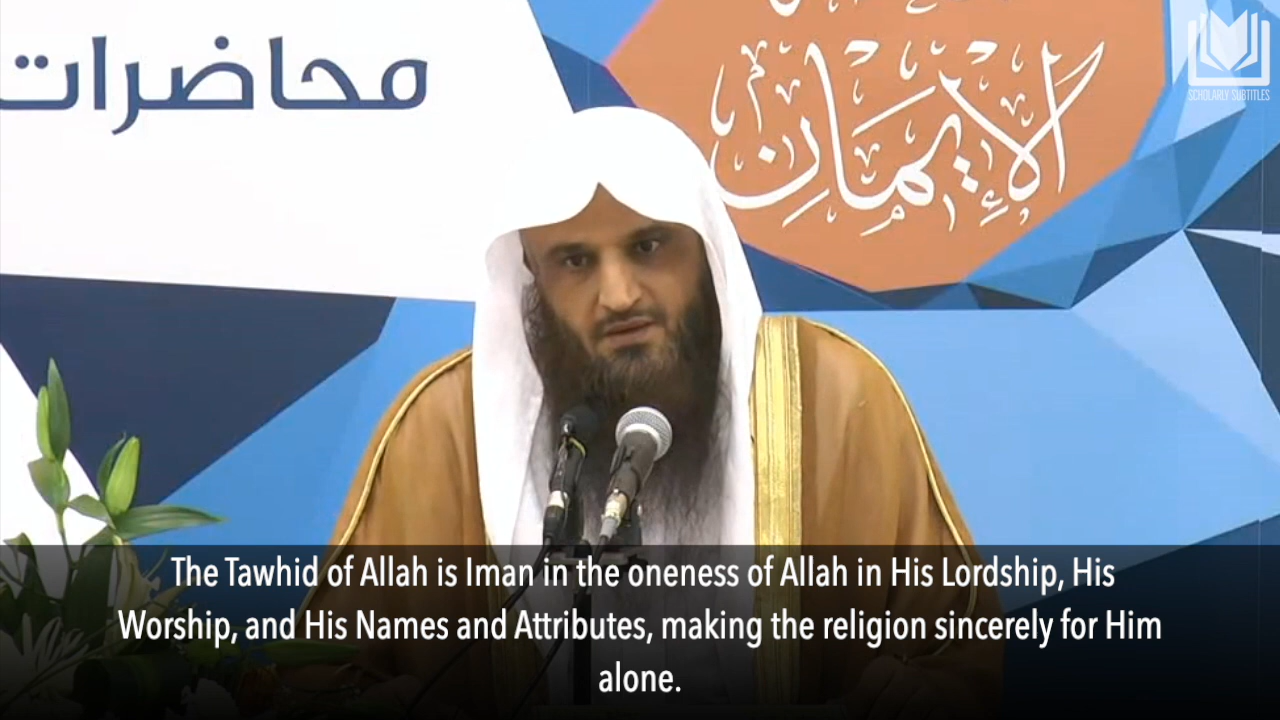 محاضرات
الإيمان
SCHOLARLY SUBTITLES
The Tawhid of Allah is Iman in the oneness of Allah in His Lordship, His
Worship, and His Names and Attributes, making the religion sincerely for Him
alone.